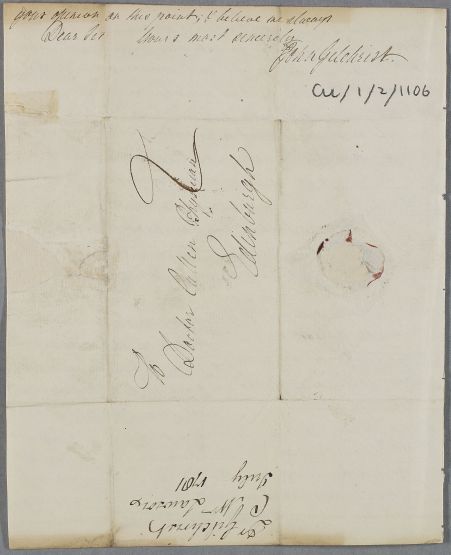 your opinion on this point; & believe me always
Dear Sir Yours most sincerely
John Gilchrist.
CUL/1/2/1106
To
Doctor Cullen Physician
Edinburgh
Dr Gilchrist
July 1781